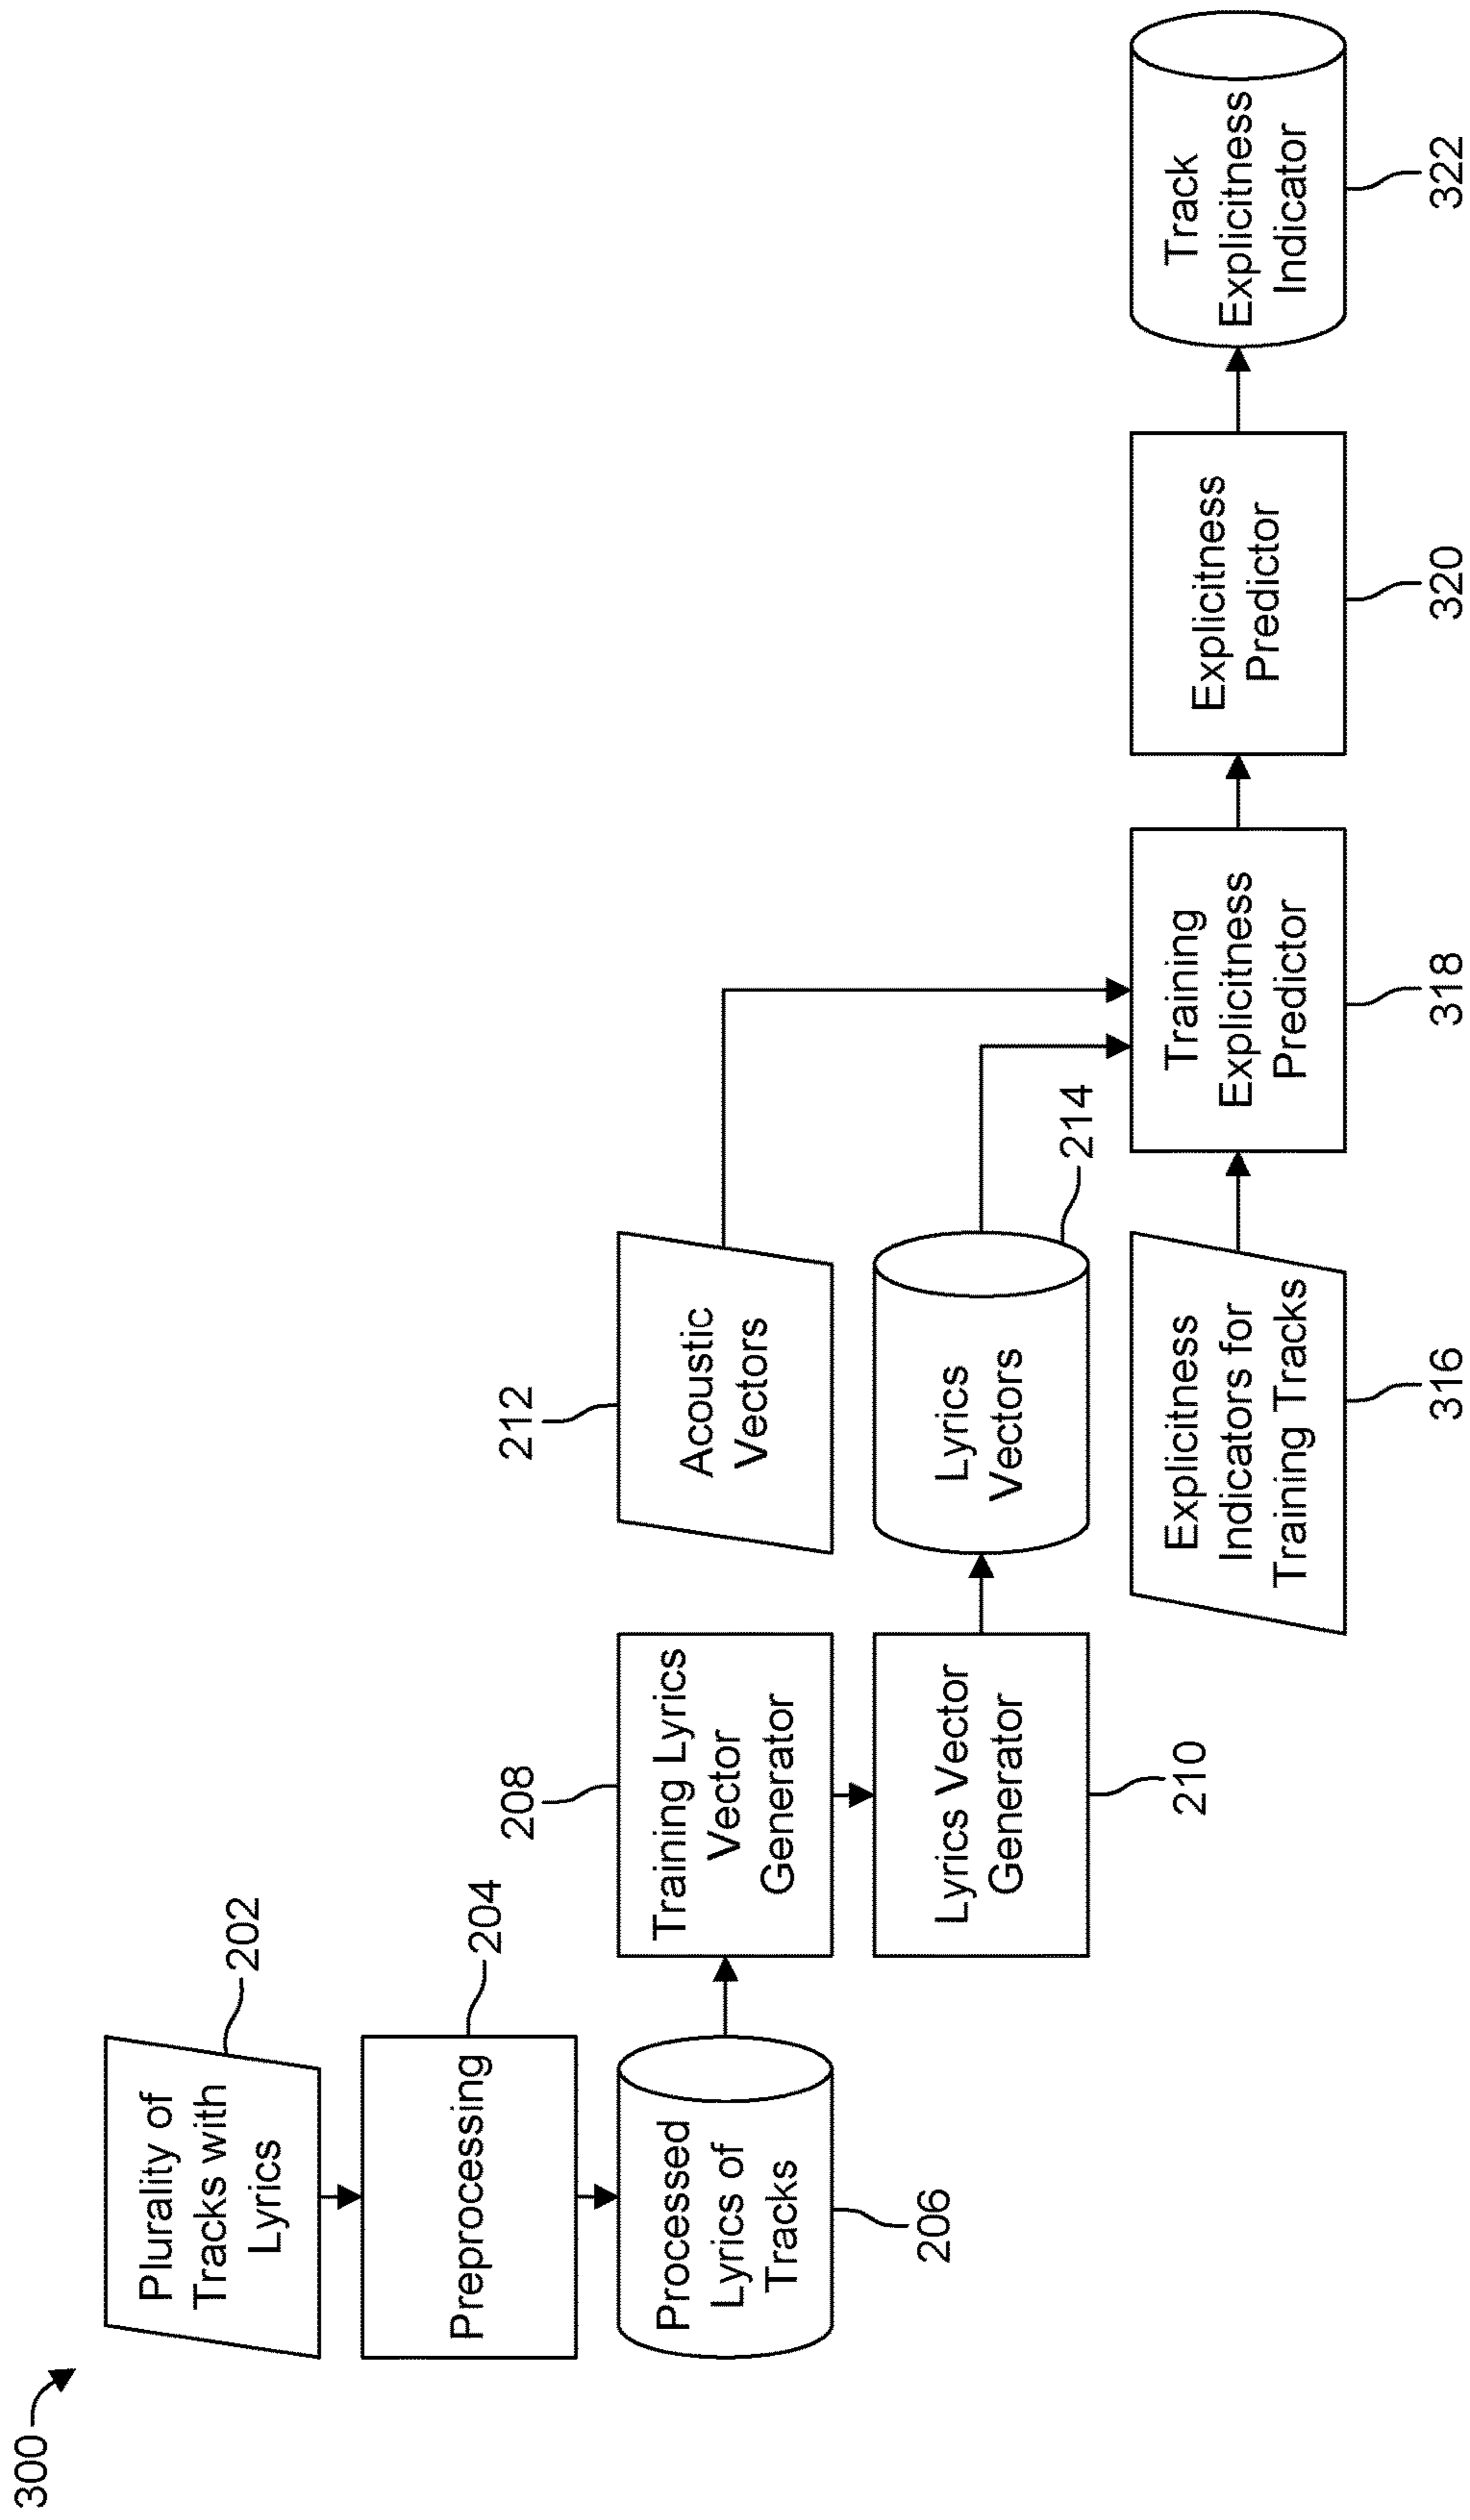 300
Plurality of
Tracks with
Lyrics
202
Preprocessing
204
Processed
Lyrics of
Tracks
206
208
Training Lyrics
Vector
Generator
Lyrics Vector
Generator
210
212
Acoustic
Vectors
Lyrics
Vectors
214
Explicitness
Indicators for
Training Tracks
316
Training
Explicitness
Predictor
318
Explicitness
Predictor
320
Track
Explicitness
Indicator
322